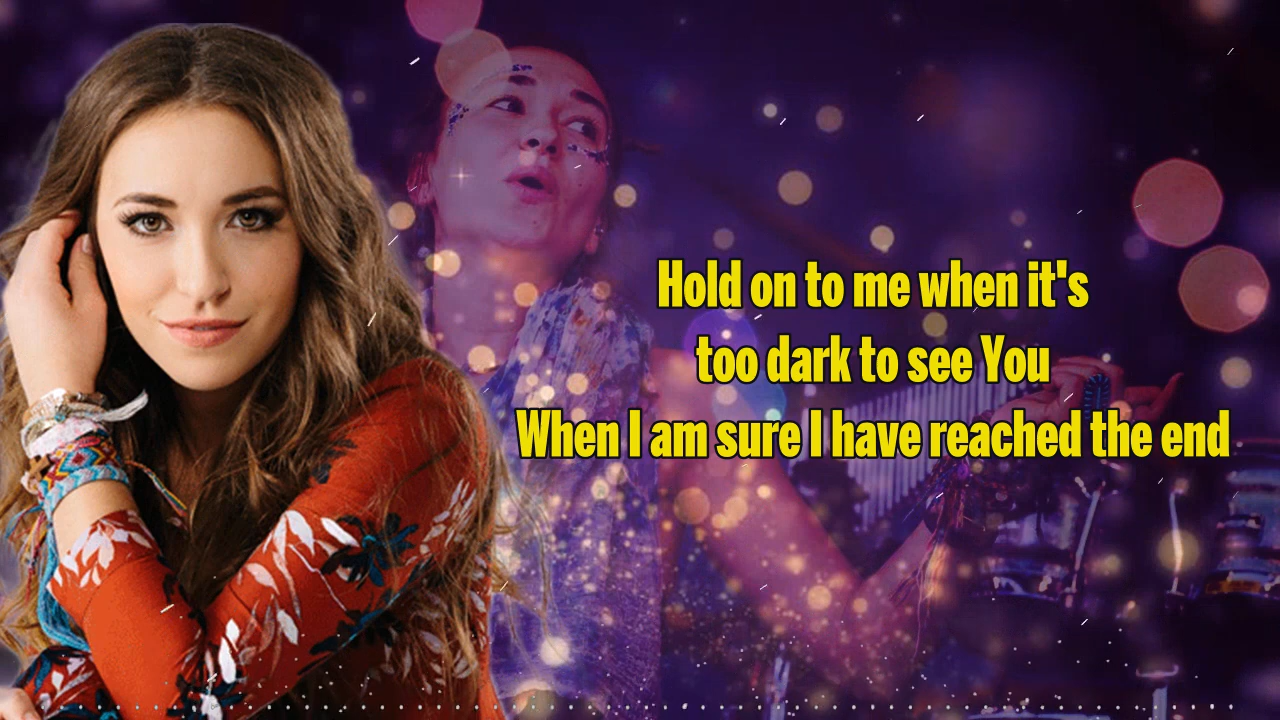 Hold on to me when it's
too dark to see You
When I am sure I have reached the end